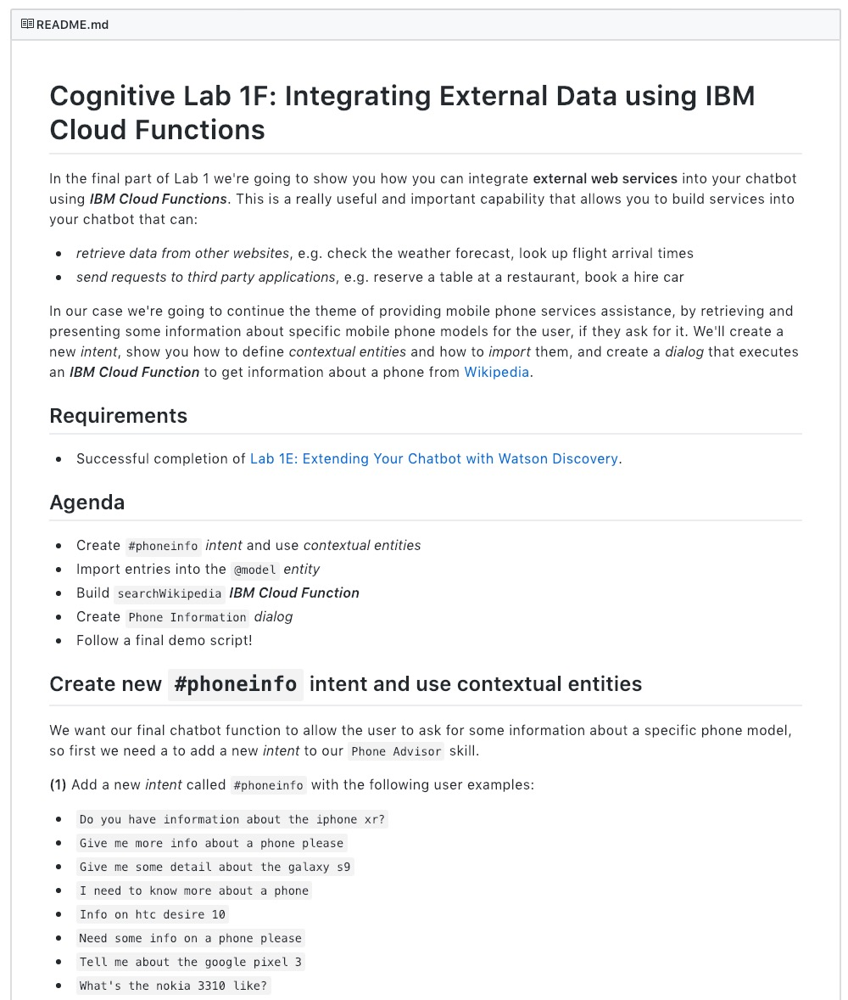 README.md
Cognitive Lab 1F: Integrating External Data using IBM
Cloud Functions
In the final part of Lab 1 we're going to show you how you can integrate external web services into your chatbot
using IBM Cloud Functions. This is a really useful and important capability that allows you to build services into
your chatbot that can:
• retrieve data from other websites, e.g. check the weather forecast, look up flight arrival times
• send requests to third party applications, e.g. reserve a table at a restaurant, book a hire car
In our case we're going to continue the theme of providing mobile phone services assistance, by retrieving and
presenting some information about specific mobile phone models for the user, if they ask for it. We'll create a
new intent, show you how to define contextual entities and how to import them, and create a dialog that executes
an IBM Cloud Function to get information about a phone from Wikipedia.
Requirements
• Successful completion of Lab 1E: Extending Your Chatbot with Watson Discovery.
Agenda
• Create #phoneinfo intent and use contextual entities
• Import entries into the @model entity
• Build searchWikipedia IBM Cloud Function
• Create Phone Information dialog
• Follow a final demo script!
Create new #phoneinfo intent and use contextual entities
We want our final chatbot function to allow the user to ask for some information about a specific phone model,
so first we need a to add a new intent to our Phone Advisor skill.
(1) Add a new intent called #phoneinfo with the following user examples:
• Do you have information about the iphone xr?
• Give me more info about a phone please
• Give me some detail about the galaxy s9
• I need to know more about a phone
• Info on htc desire 10
• Need some info on a phone please
• Tell me about the google pixel 3
• What's the nokia 3310 like?